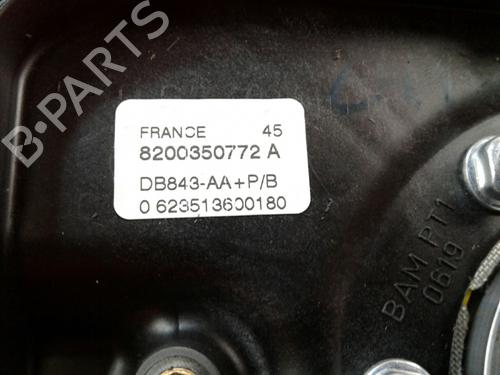 B-PARTS
FRANCE 45
8200350772 A
DB843-AA+P/B
0 623513600180
BAM PT1
0619